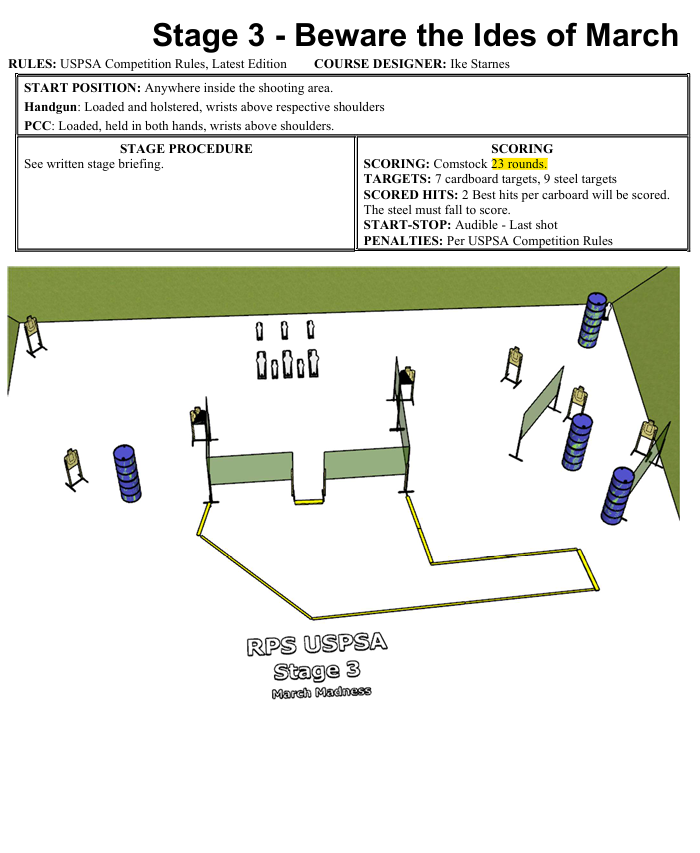 Stage 3 - Beware the Ides of March
RULES: USPSA Competition Rules, Latest Edition COURSE DESIGNER: Ike Starnes
START POSITION: Anywhere inside the shooting area.
Handgun: Loaded and holstered, wrists above respective shoulders
PCC: Loaded, held in both hands, wrists above shoulders.
STAGE PROCEDURE
See written stage briefing.
SCORING
SCORING: Comstock 23 rounds.
TARGETS: 7 cardboard targets, 9 steel targets
SCORED HITS: 2 Best hits per carboard will be scored.
The steel must fall to score.
START-STOP: Audible - Last shot
PENALTIES: Per USPSA Competition Rules
RPS USPSA
Stage 3
March Madness